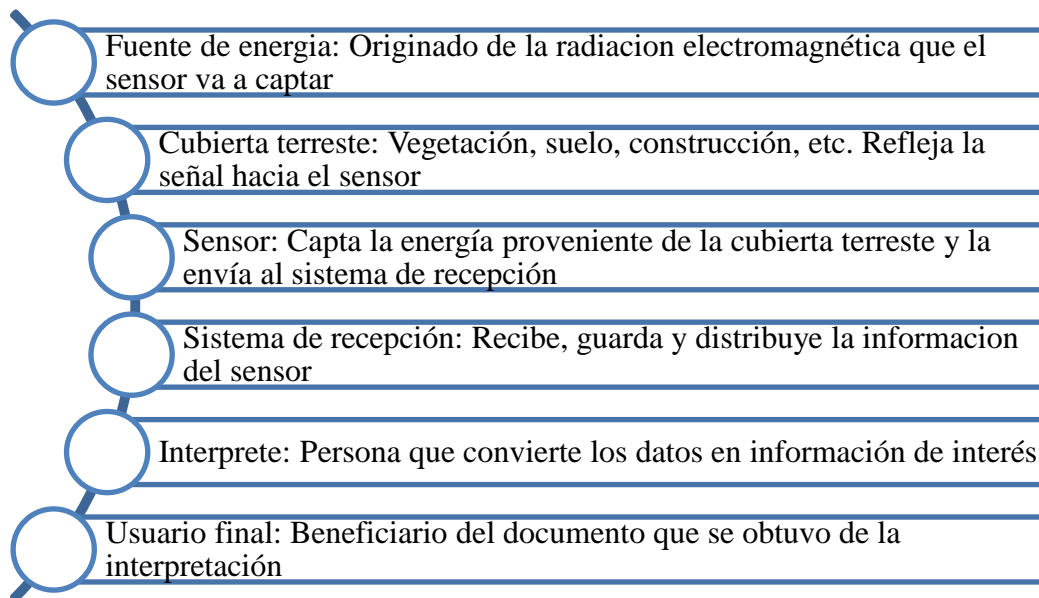 Fuente de energia: Originado de la radiacion electromagnética que el
sensor va a captar
Cubierta terreste: Vegetación, suelo, construcción, etc. Refleja la
señal hacia el sensor
Sensor: Capta la energía proveniente de la cubierta terreste y la
envía al sistema de recepción
Sistema de recepción: Recibe, guarda y distribuye la informacion
del sensor
Interprete: Persona que convierte los datos en información de interés
Usuario final: Beneficiario del documento que se obtuvo de la
interpretación